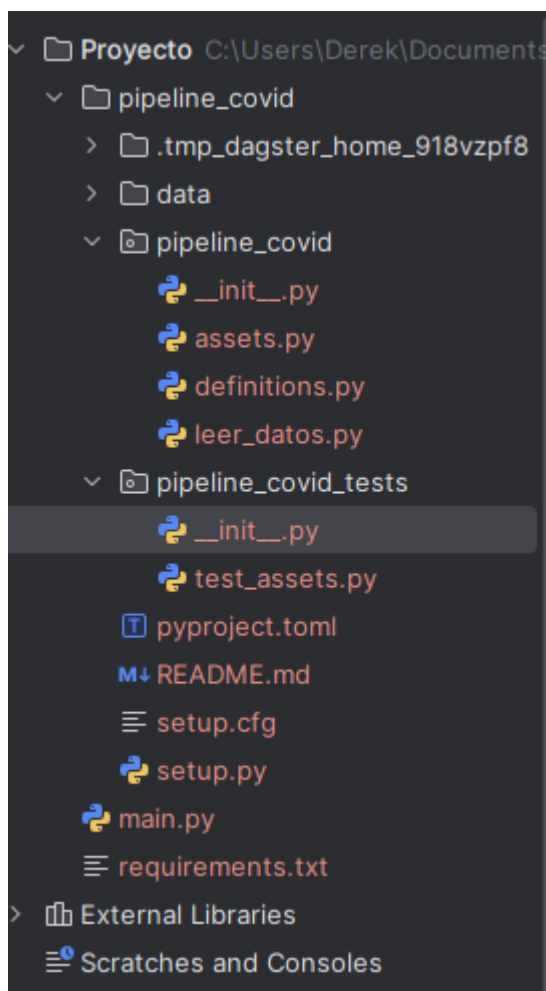 Proyecto C:\Users\Derek\Documents
pipeline_covid
.tmp_dagster_home_918vzpf8
data
pipeline_covid
__init__.py
assets.py
definitions.py
leer_datos.py
pipeline_covid_tests
__init__.py
test_assets.py
T pyproject.toml
M↓ README.md
setup.cfg
setup.py
main.py
requirements.txt
External Libraries
Scratches and Consoles